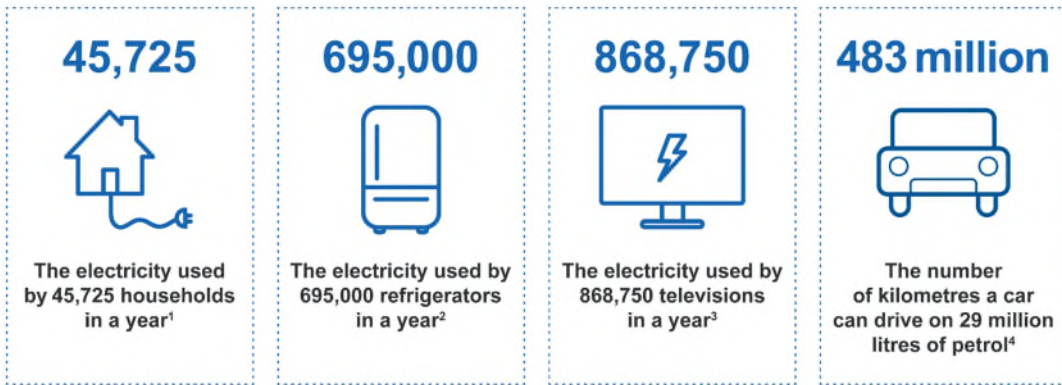 45,725
The electricity used
by 45,725 households
in a year¹
695,000
The electricity used by
695,000 refrigerators
in a year²
868,750
The electricity used by
868,750 televisions
in a year³
483 million
The number
of kilometres a car
can drive on 29 million
litres of petrol⁴